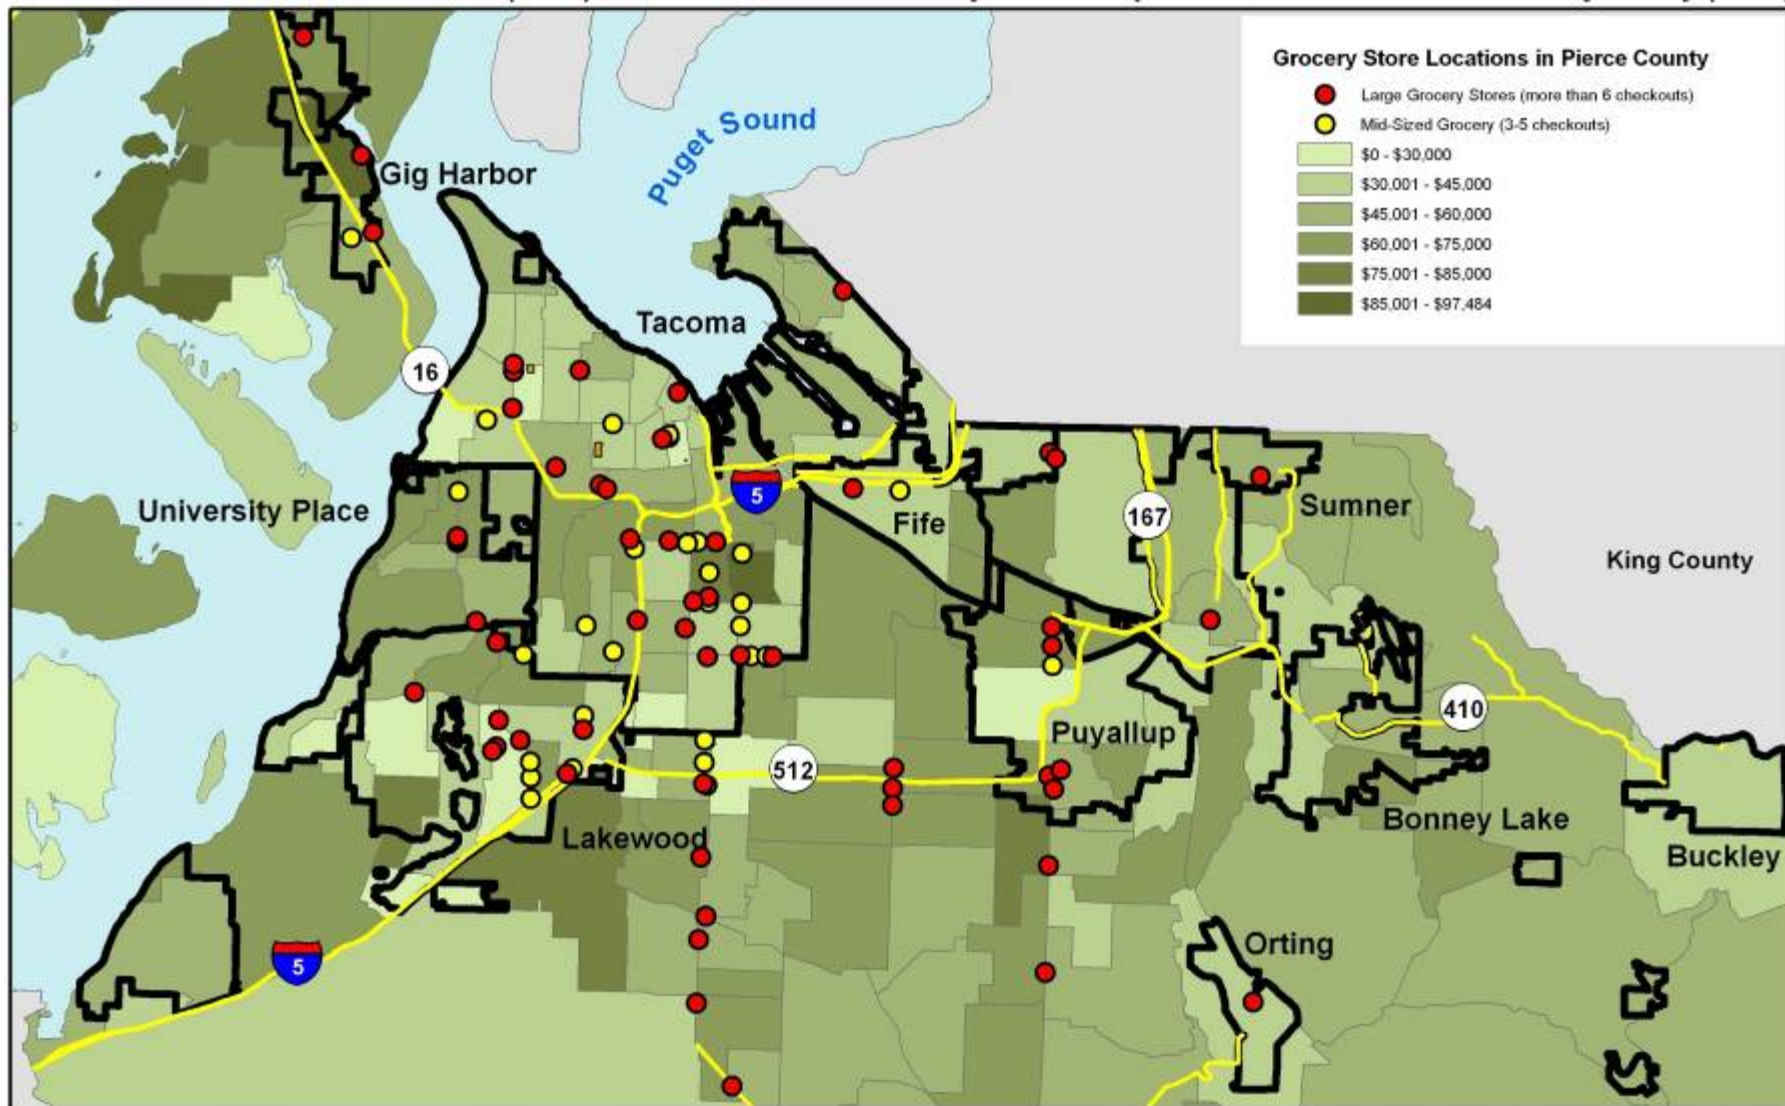 Grocery Store Locations in Pierce County
Large Grocery Stores (more than 6 checkouts)
Mid-Sized Grocery (3-5 checkouts)
$0 - $30,000
$30,001 - $45,000
$45,001 - $60,000
$60,001 - $75,000
$75,001 - $85,000
$85,001 - $97,484
Puget Sound
Gig Harbor
Tacoma
16
5
University Place
Fife
167
Sumner
King County
410
Puyallup
512
Bonney Lake
Lakewood
Buckley
Orting
5